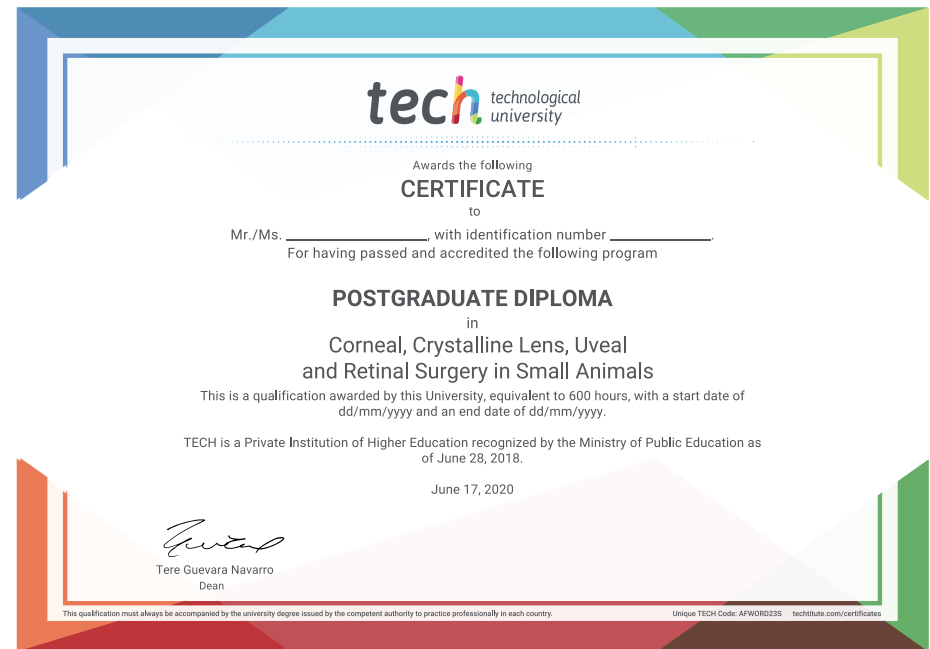 tech technological
university
Awards the following
CERTIFICATE
to
Mr./Ms. ____________________, with identification number ______________.
For having passed and accredited the following program
POSTGRADUATE DIPLOMA
in
Corneal, Crystalline Lens, Uveal
and Retinal Surgery in Small Animals
This is a qualification awarded by this University, equivalent to 600 hours, with a start date of
dd/mm/yyyy and an end date of dd/mm/yyyy.
TECH is a Private Institution of Higher Education recognized by the Ministry of Public Education as
of June 28, 2018.
June 17, 2020
Tere Guevara Navarro
Dean
This qualification must always be accompanied by the university degree issued by the competent authority to practice professionally in each country.
Unique TECH Code: AFWORD23S techtitute.com/certificates